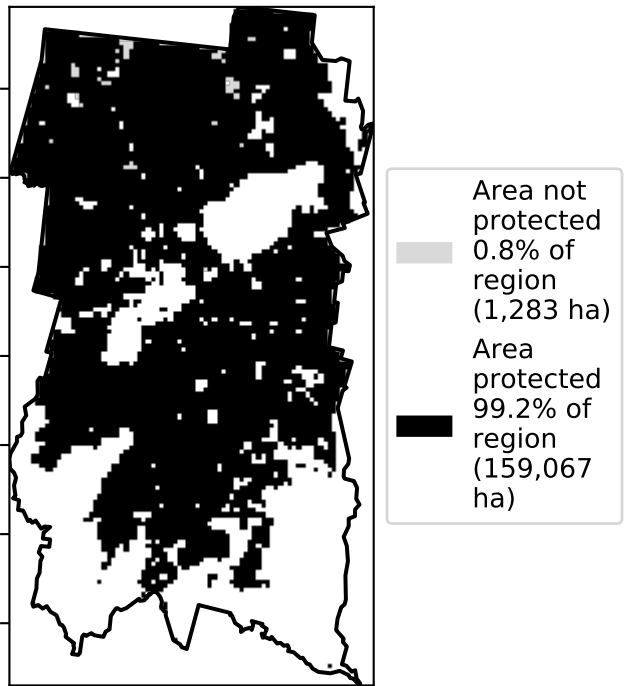 Area not
protected
0.8% of
region
(1,283 ha)
Area
protected
99.2% of
region
(159,067
ha)